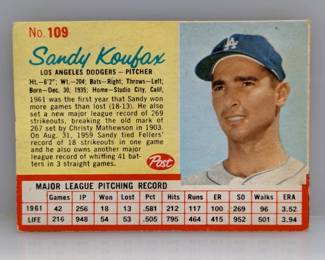 No. 109
Sandy Koufax
LOS ANGELES DODGERS – PITCHER
Ht.-6'2"; Wt.-204; Bats-Right; Throws-Left;
Born-Dec. 30, 1935; Home-Studio City, Calif.
1961 was the first year that Sandy won
more games than lost (18-13). He also
set a new major league record of 269
strikeouts, breaking the old mark of
267 set by Christy Mathewson in 1903.
On Aug. 31, 1959 Sandy tied Fellers'
record of 18 strikeouts in one game
and he also owns another major league
record of whiffing 41 bat-
ters in 3 straight games.
Post
LA
MAJOR LEAGUE PITCHING RECORD
Games IP Won Lost Pct. Hits Runs ER SO Walks ERA
1961 42 256 18 13 .581 212 117 100 269 96 3.52
LIFE 216 948 54 53 .505 795 464 415 952 501 3.94